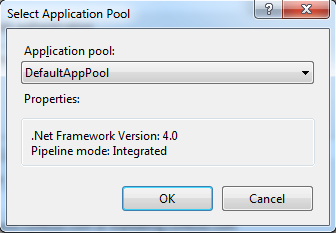 Select Application Pool
Application pool:
DefaultAppPool
Properties:
.Net Framework Version: 4.0
Pipeline mode: Integrated
OK
Cancel